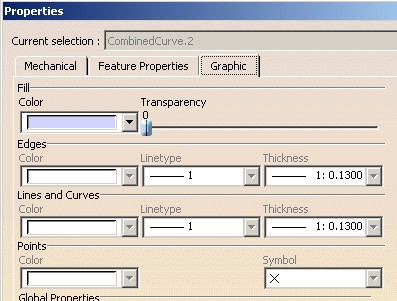 Properties
Current selection : CombinedCurve.2
Mechanical Feature Properties Graphic
Fill
Color Transparency
0
Edges
Color Linetype Thickness
1 1: 0.1300
Lines and Curves
Color Linetype Thickness
1 1: 0.1300
Points
Color Symbol
Global Properties